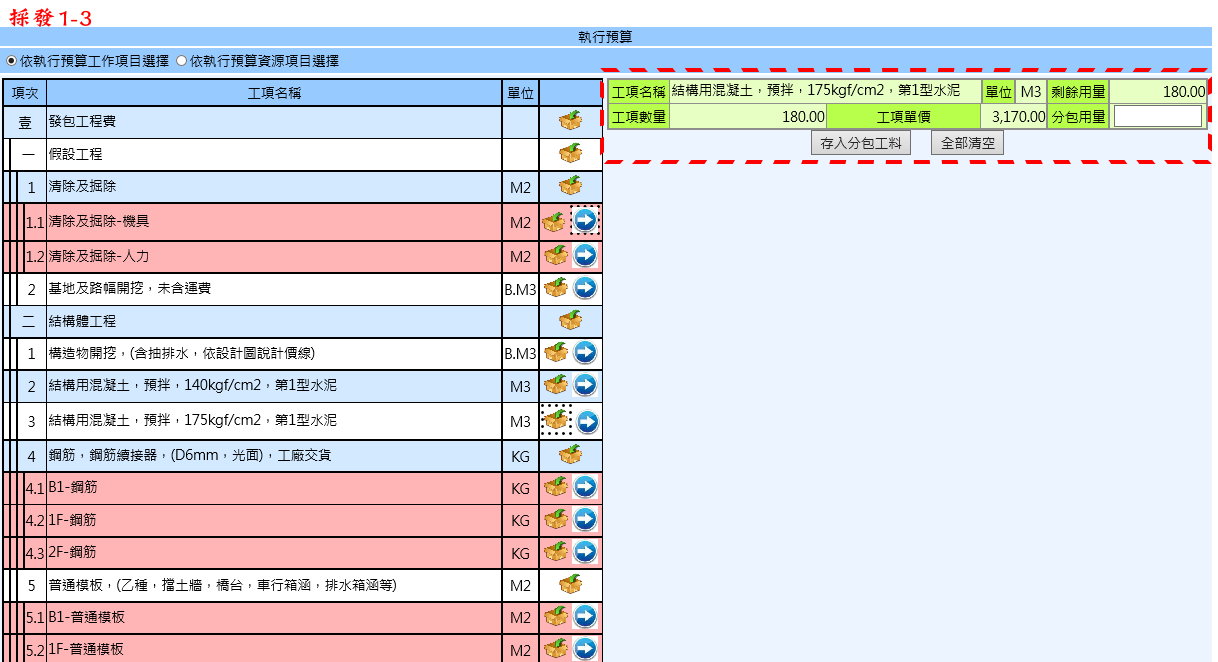 採發1-3
執行預算
依執行預算工作項目選擇 依執行預算資源項目選擇
項次 工項名稱 單位
壹 發包工程費
一 假設工程
1 清除及掘除 M2
1.1 清除及掘除-機具 M2
1.2 清除及掘除-人力 M2
2 基地及路幅開挖，未含運費 B.M3
二 結構體工程
1 構造物開挖，(含抽排水，依設計圖說計價線) B.M3
2 結構用混凝土，預拌，140kgf/cm2，第1型水泥 M3
3 結構用混凝土，預拌，175kgf/cm2，第1型水泥 M3
4 鋼筋，鋼筋續接器，(D6mm，光面)，工廠交貨 KG
4.1 B1-鋼筋 KG
4.2 1F-鋼筋 KG
4.3 2F-鋼筋 KG
5 普通模板，(乙種，擋土牆，橋台，車行箱涵，排水箱涵等) M2
5.1 B1-普通模板 M2
5.2 1F-普通模板 M2
工項名稱 結構用混凝土，預拌，175kgf/cm2，第1型水泥 單位 M3 剩餘用量 180.00
工項數量 180.00 工項單價 3,170.00 分包用量
存入分包工料 全部清空